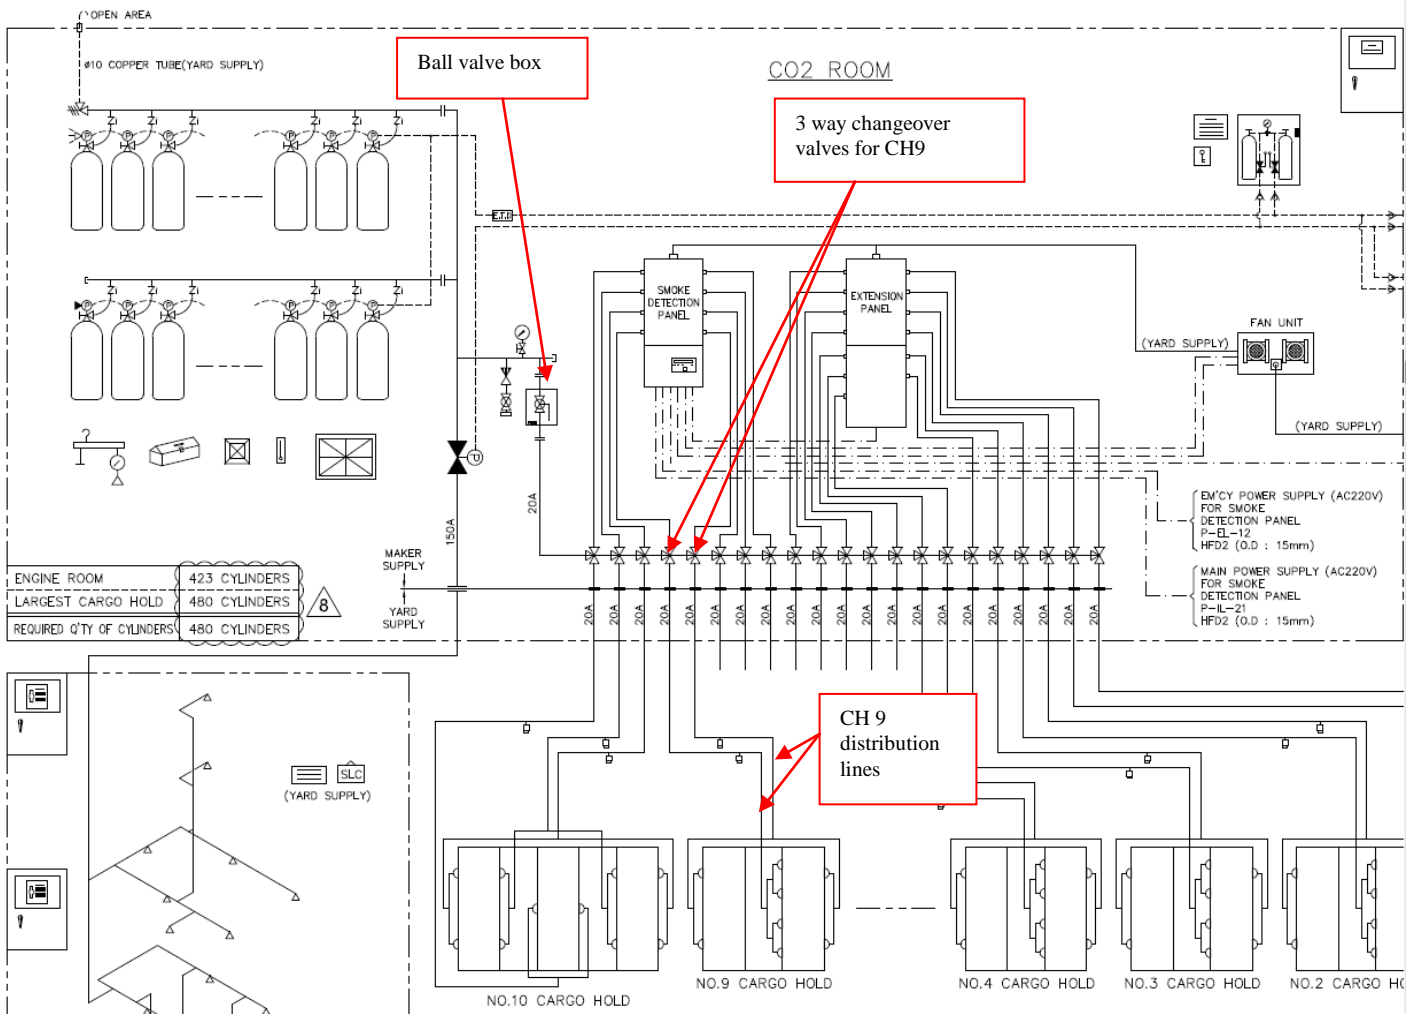 OPEN AREA
ø10 COPPER TUBE(YARD SUPPLY)
Ball valve box
CO2 ROOM
3 way changeover
valves for CH9
E.T.I
SMOKE
DETECTION
PANEL
EXTENSION
PANEL
FAN UNIT
(YARD SUPPLY)
(YARD SUPPLY)
20A
150A
EM'CY POWER SUPPLY (AC220V)
FOR SMOKE
DETECTION PANEL
P-EL-12
HFD2 (O.D : 15mm)
MAIN POWER SUPPLY (AC220V)
FOR SMOKE
DETECTION PANEL
P-IL-21
HFD2 (O.D : 15mm)
MAKER
SUPPLY
YARD
SUPPLY
ENGINE ROOM 423 CYLINDERS
LARGEST CARGO HOLD 480 CYLINDERS
REQUIRED Q'TY OF CYLINDERS 480 CYLINDERS
8
20A 20A 20A 20A 20A 20A 20A 20A 20A 20A 20A 20A 20A 20A 20A 20A 20A 20A 20A 20A 20A
CH 9
distribution
lines
SLC
(YARD SUPPLY)
NO.10 CARGO HOLD
NO.9 CARGO HOLD
NO.4 CARGO HOLD
NO.3 CARGO HOLD
NO.2 CARGO H